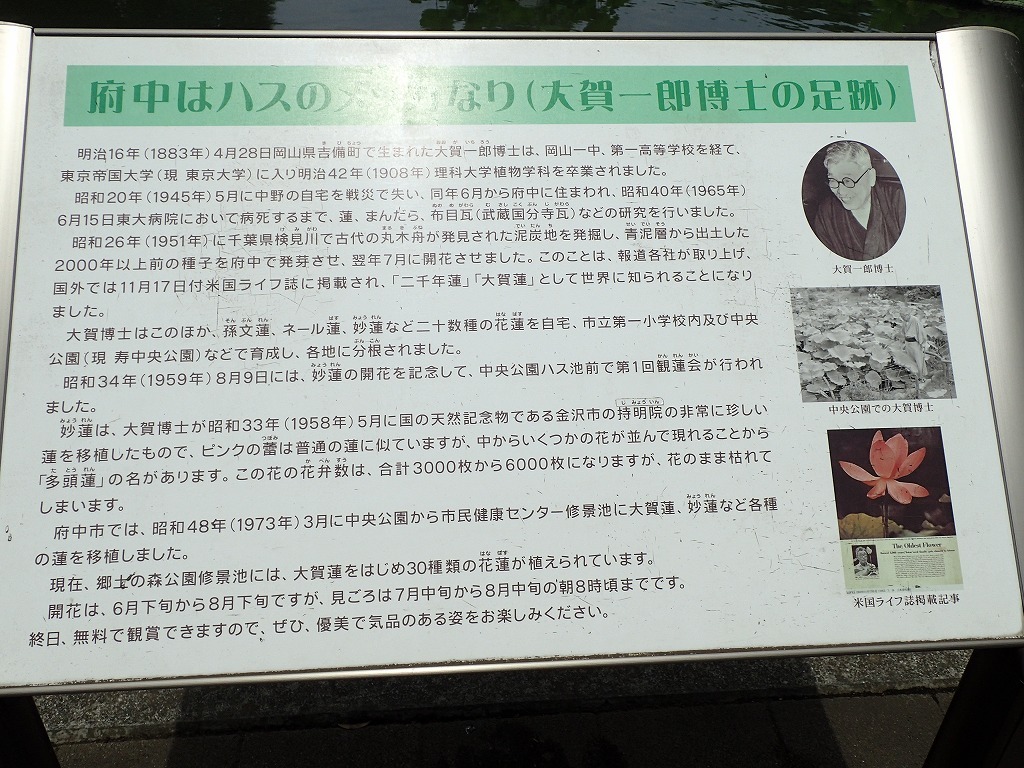 府中はハスの なり(大賀一郎博士の足跡)
明治16年(1883年)4月28日岡山県吉備町で生まれた大賀一郎博士は、岡山一中、第一高等学校を経て、
東京帝国大学(現 東京大学)に入り明治42年(1908年)理科大学植物学科を卒業されました。
昭和20年(1945年)5月に中野の自宅を戦災で失い、同年6月から府中に住まわれ、昭和40年(1965年)
6月15日東大病院において病死するまで、蓮、まんだら、布目瓦(武蔵国分寺瓦)などの研究を行いました。
昭和26年(1951年)に千葉県検見川で古代の丸木舟が発見された泥炭地を発掘し、青泥層から出土した
2000年以上前の種子を府中で発芽させ、翌年7月に開花させました。このことは、報道各社が取り上げ、
国外では11月17日付米国ライフ誌に掲載され、「二千年蓮」「大賀蓮」として世界に知られることになり
ました。
大賀博士はこのほか、孫文蓮、ネール蓮、妙蓮など二十数種の花蓮を自宅、市立第一小学校内及び中央
公園(現 寿中央公園)などで育成し、各地に分根されました。
昭和34年(1959年)8月9日には、妙蓮の開花を記念して、中央公園ハス池前で第1回観蓮会が行われ
ました。
妙蓮は、大賀博士が昭和33年(1958年)5月に国の天然記念物である金沢市の持明院の非常に珍しい
蓮を移植したもので、ピンクの蕾は普通の蓮に似ていますが、中からいくつかの花が並んで現れることから
「多頭蓮」の名があります。この花の花弁数は、合計3000枚から6000枚になりますが、花のまま枯れて
しまいます。
府中市では、昭和48年(1973年)3月に中央公園から市民健康センター修景池に大賀蓮、妙蓮など各種
の蓮を移植しました。
現在、郷土の森公園修景池には、大賀蓮をはじめ30種類の花蓮が植えられています。
開花は、6月下旬から8月下旬ですが、見ごろは7月中旬から8月中旬の朝8時頃までです。
終日、無料で観賞できますので、ぜひ、優美で気品のある姿をお楽しみください。
大賀一郎博士
中央公園での大賀博士
The Oldest Flower
米国ライフ誌掲載記事